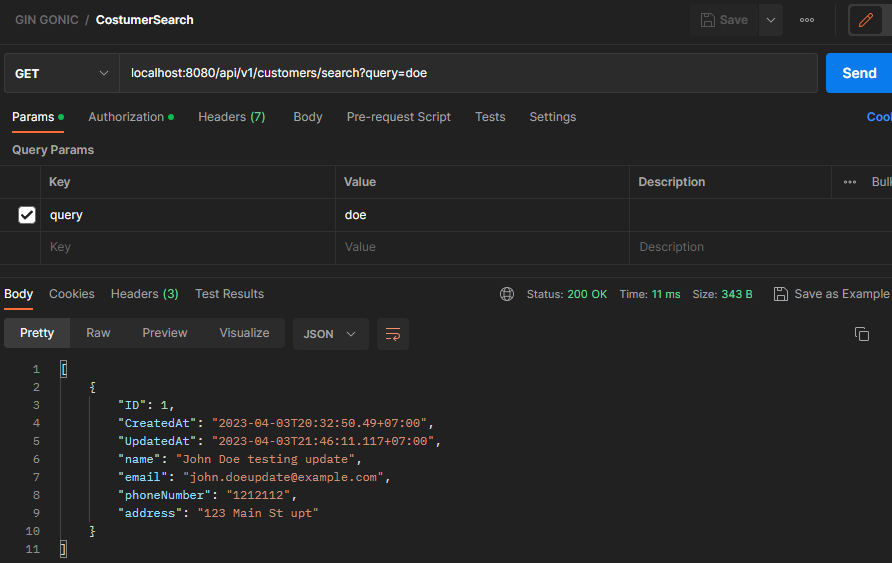 GIN GONIC / CostumerSearch Save
GET localhost:8080/api/v1/customers/search?query=doe Send
Params Authorization Headers (7) Body Pre-request Script Tests Settings Cool
Query Params
Key Value Description Bulk
query doe
Key Value Description
Body Cookies Headers (3) Test Results Status: 200 OK Time: 11 ms Size: 343 B Save as Example
Pretty Raw Preview Visualize JSON
1 [
2 {
3 "ID": 1,
4 "CreatedAt": "2023-04-03T20:32:50.49+07:00",
5 "UpdatedAt": "2023-04-03T21:46:11.117+07:00",
6 "name": "John Doe testing update",
7 "email": "john.doeupdate@example.com",
8 "phoneNumber": "1212112",
9 "address": "123 Main St upt"
10 }
11 ]